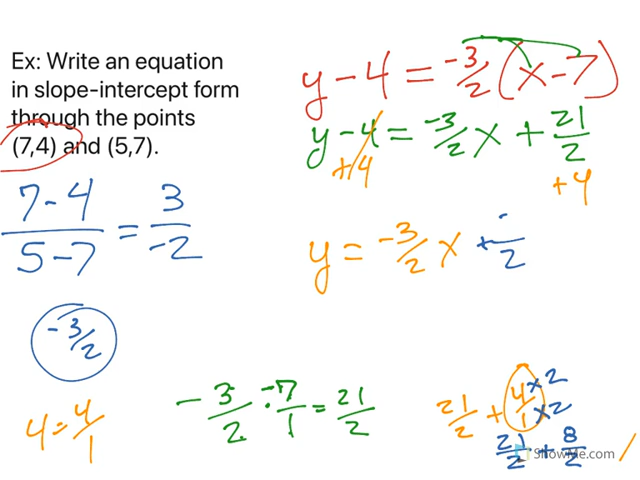 Ex: Write an equation
in slope-intercept form
through the points
(7,4) and (5,7).
y - 4 = -3/2 (x - 7)
y - 4 = -3/2 x + 21/2
+4 +4
7 - 4 / 5 - 7 = 3 / -2
y = -3/2 x + /2
-3/2
4 = 4/1
- 3/2 · -7/1 = 21/2
21/2 + 4/1 ×2 ×2
21/2 + 8/2
ShowMe.com